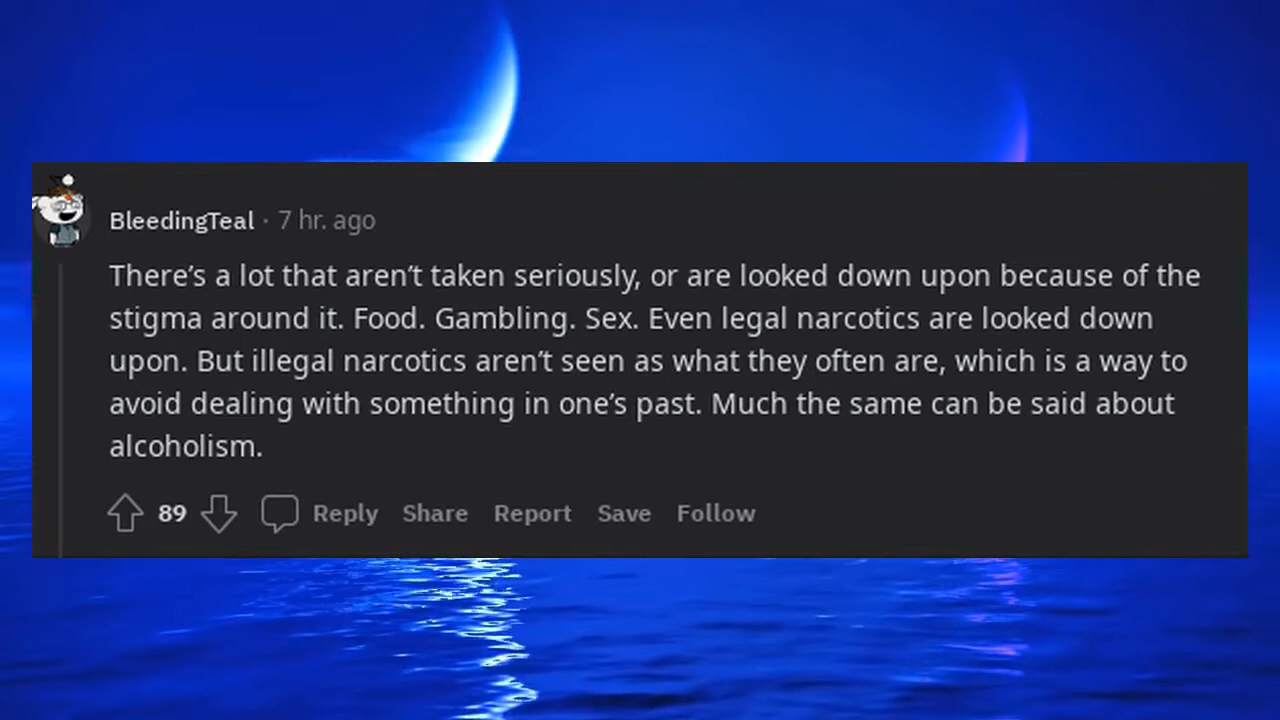 BleedingTeal · 7 hr. ago
There’s a lot that aren’t taken seriously, or are looked down upon because of the
stigma around it. Food. Gambling. Sex. Even legal narcotics are looked down
upon. But illegal narcotics aren’t seen as what they often are, which is a way to
avoid dealing with something in one’s past. Much the same can be said about
alcoholism.
89 Reply Share Report Save Follow